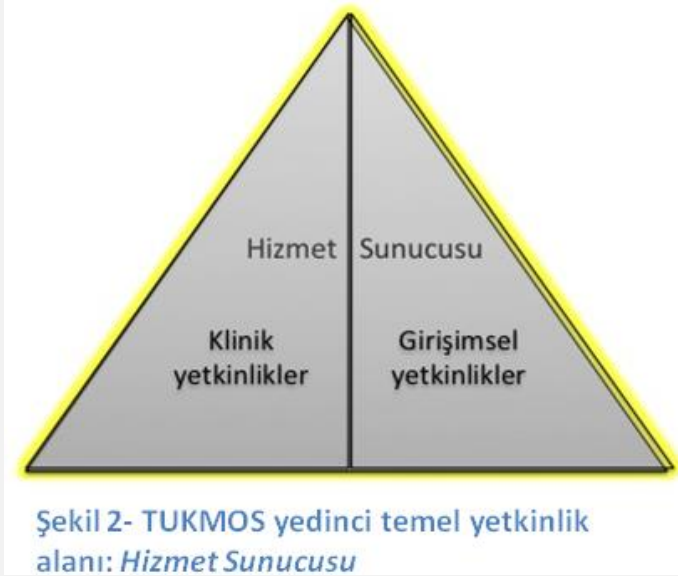 Hizmet Sunucusu
Klinik
yetkinlikler
Girişimsel
yetkinlikler
Şekil 2- TUKMOS yedinci temel yetkinlik
alanı: Hizmet Sunucusu